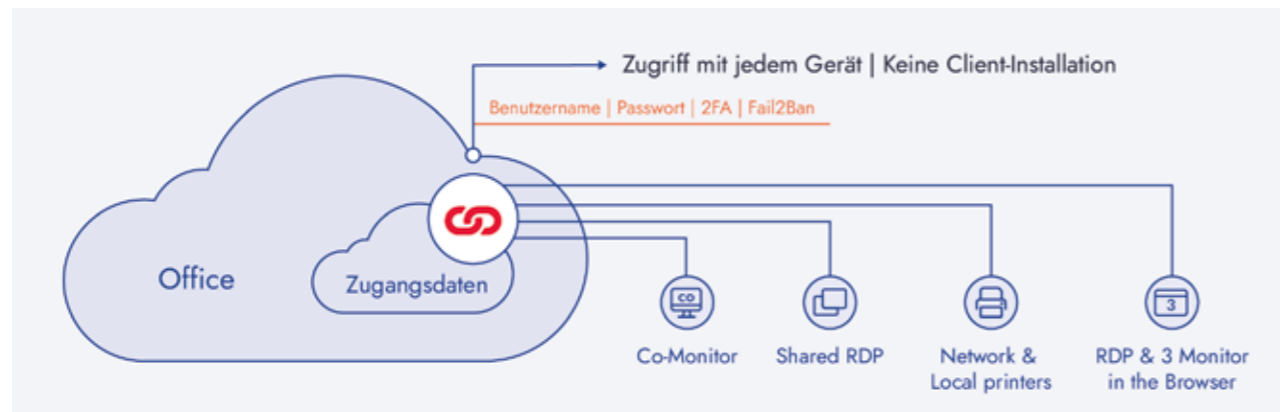 Zugriff mit jedem Gerät | Keine Client-Installation
Benutzername | Passwort | 2FA | Fail2Ban
Office
Zugangsdaten
CO
3
Co-Monitor
Shared RDP
Network &
Local printers
RDP & 3 Monitor
in the Browser